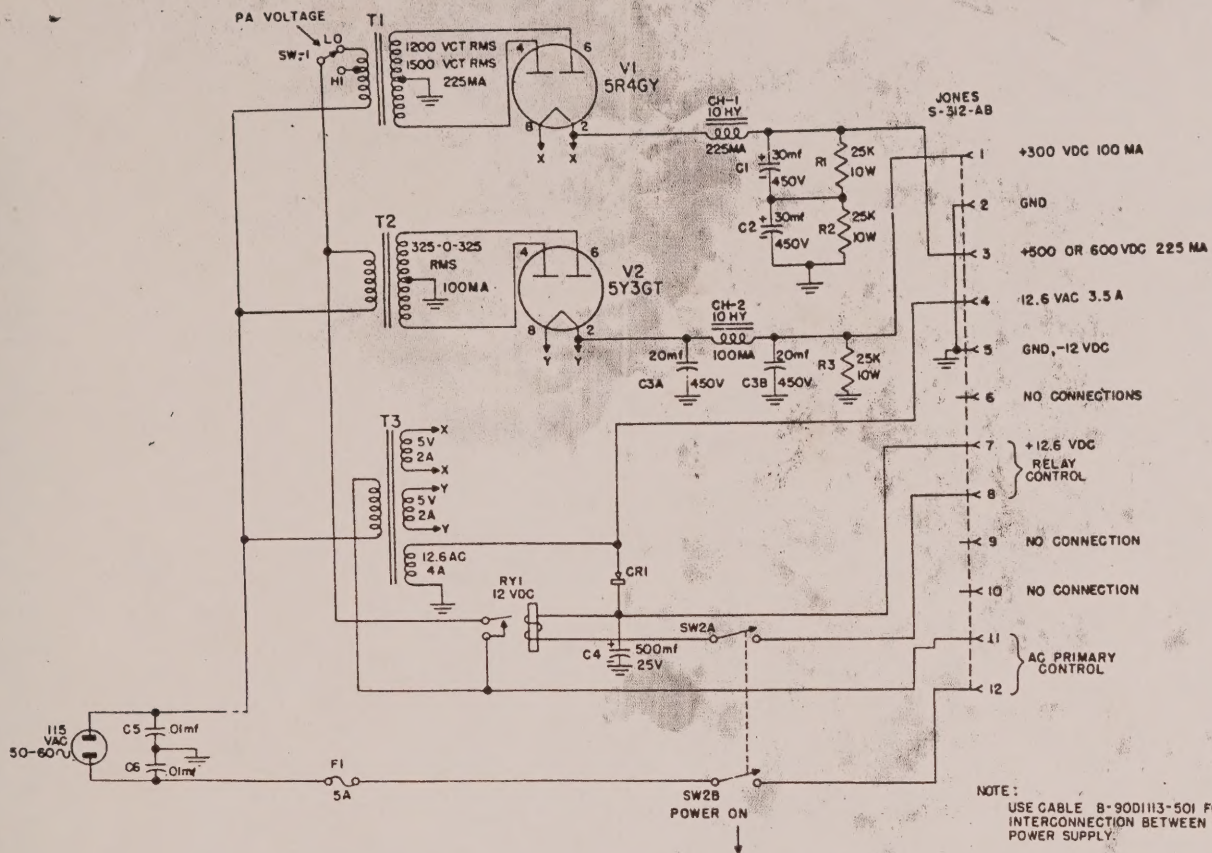 PA VOLTAGE
LO
SW-1
HI
T1
1200 VCT RMS
1500 VCT RMS
225MA
4
6
8
2
V1
5R4GY
X
X
CH-1
10 HY
225MA
30mf
C1
450V
R1
25K
10W
30mf
C2
450V
R2
25K
10W
T2
325-0-325
RMS
100MA
4
6
8
2
V2
5Y3GT
Y
Y
CH-2
10 HY
100MA
20mf
C3A
450V
20mf
C3B
450V
R3
25K
10W
T3
X
5V
2A
X
Y
5V
2A
Y
12.6 AC
4A
CR1
RY1
12 VDC
C4
500mf
25V
SW2A
115
VAC
50-60~
C5
.01mf
C6
.01mf
F1
5A
SW2B
POWER ON
JONES
S-312-AB
1 +300 VDC 100 MA
2 GND
3 +500 OR 600 VDC 225 MA
4 12.6 VAC 3.5 A
5 GND, -12 VDC
6 NO CONNECTIONS
7 +12.6 VDC
RELAY
CONTROL
8
9 NO CONNECTION
10 NO CONNECTION
11
AC PRIMARY
CONTROL
12
NOTE:
USE CABLE B-90D1113-501
INTERCONNECTION BETWEEN
POWER SUPPLY.